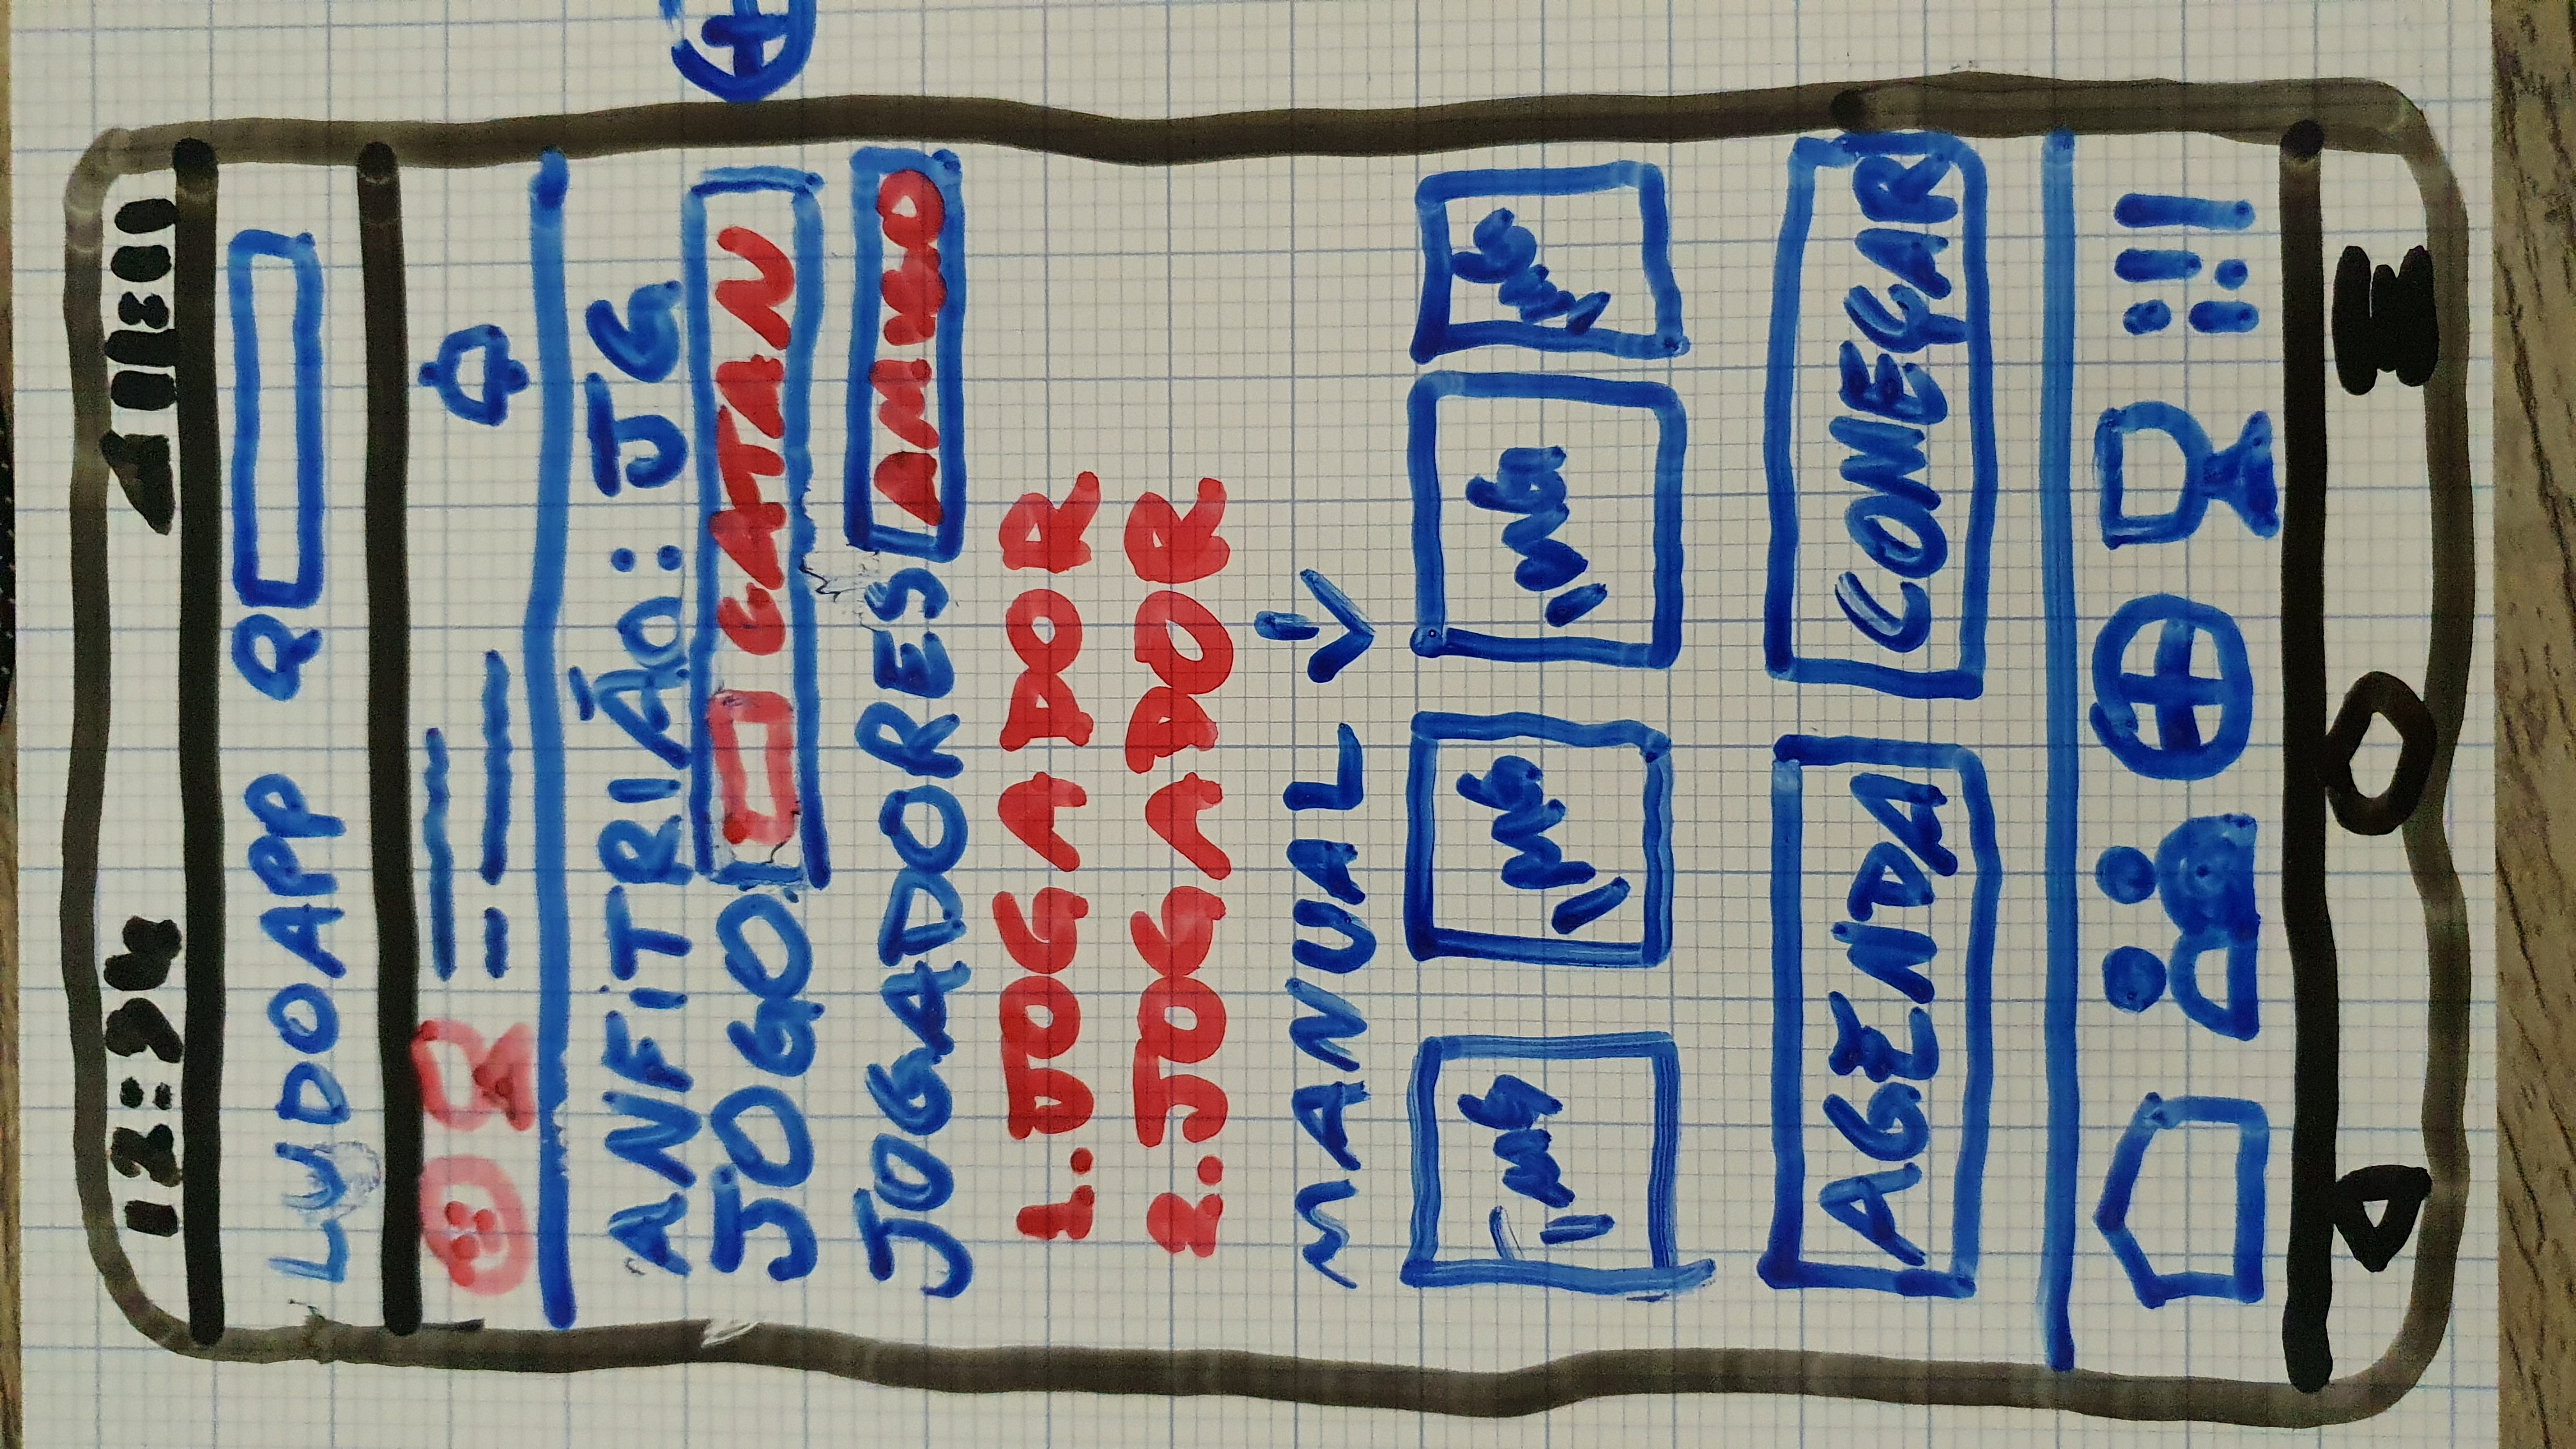 12:34
LUDOAPP
ANFiTRIÃO: JG
JOGO: CATAN
JOGADORES AMIGO
1. JOGADOR
2. JOGADOR
MANUAL ↓
IMG IMG IMG IMG
AGENDA COMEÇAR